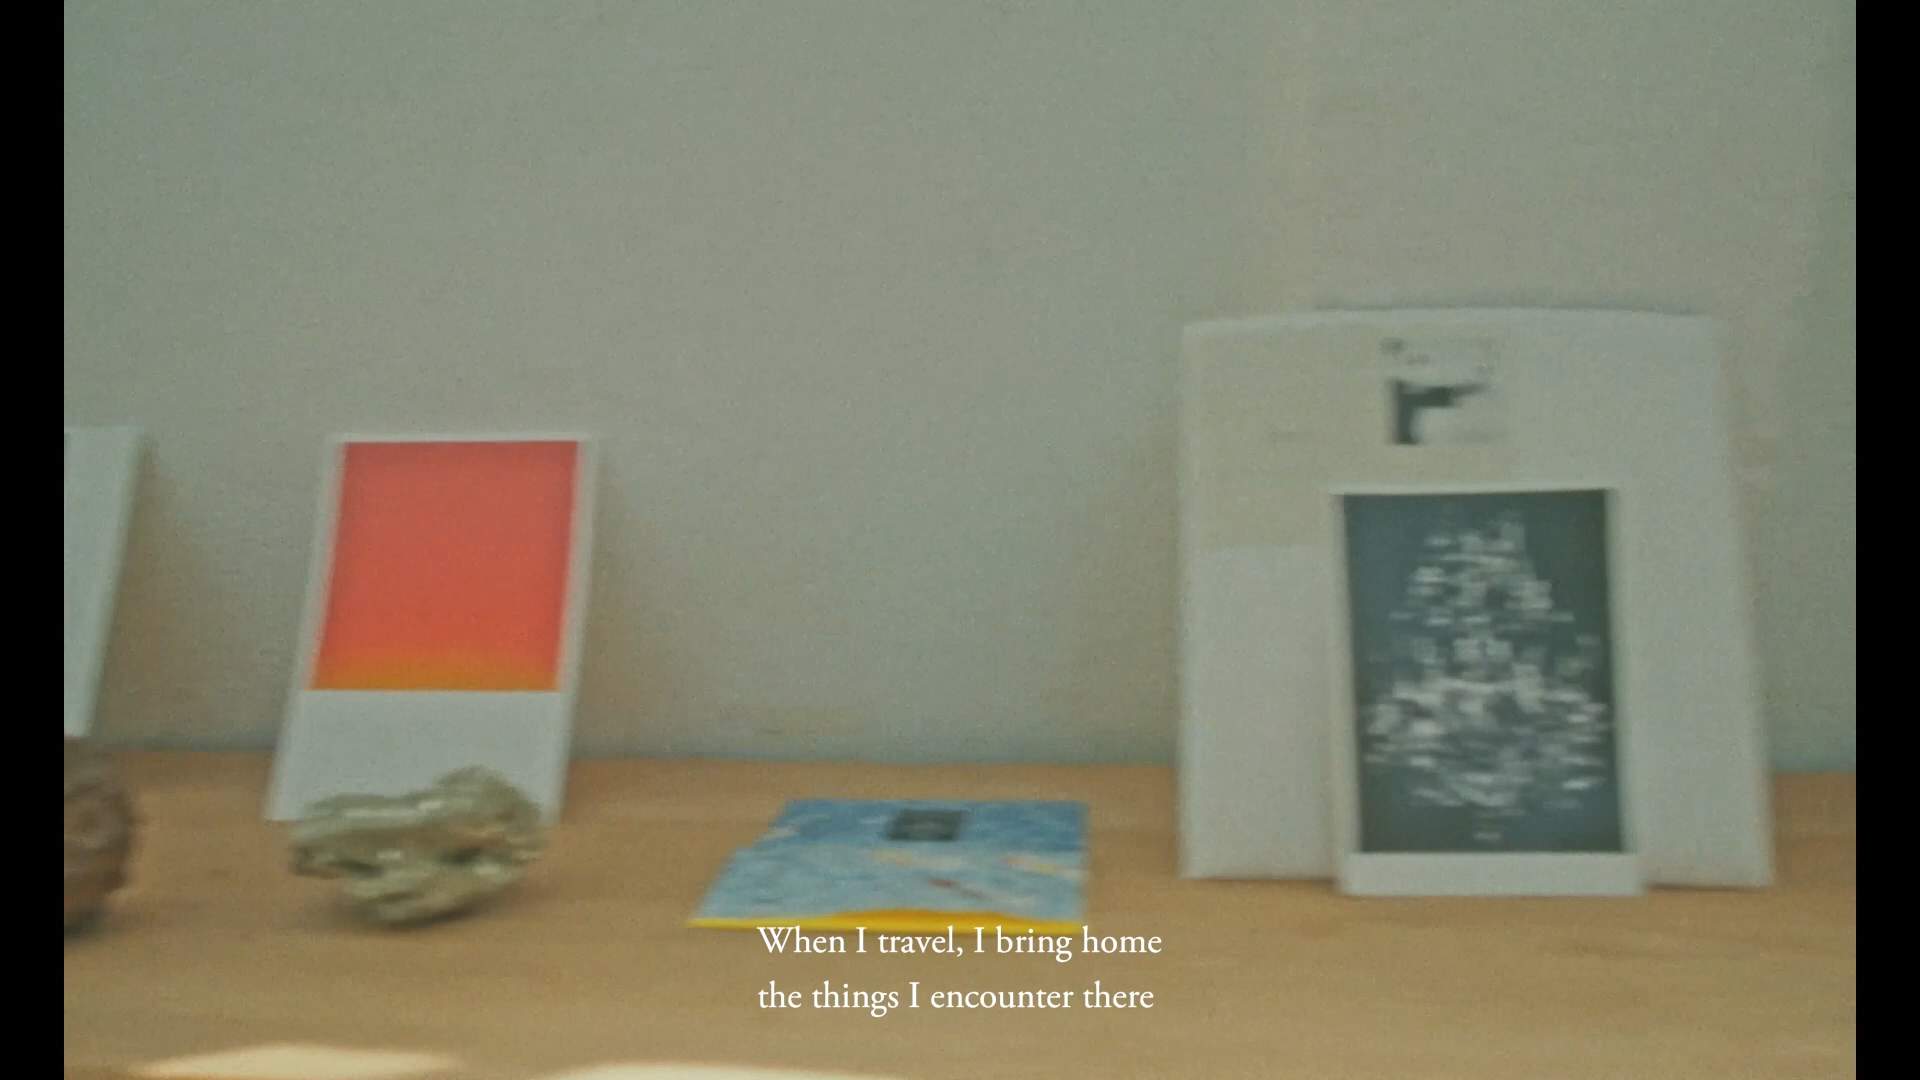 When I travel, I bring home
the things I encounter there